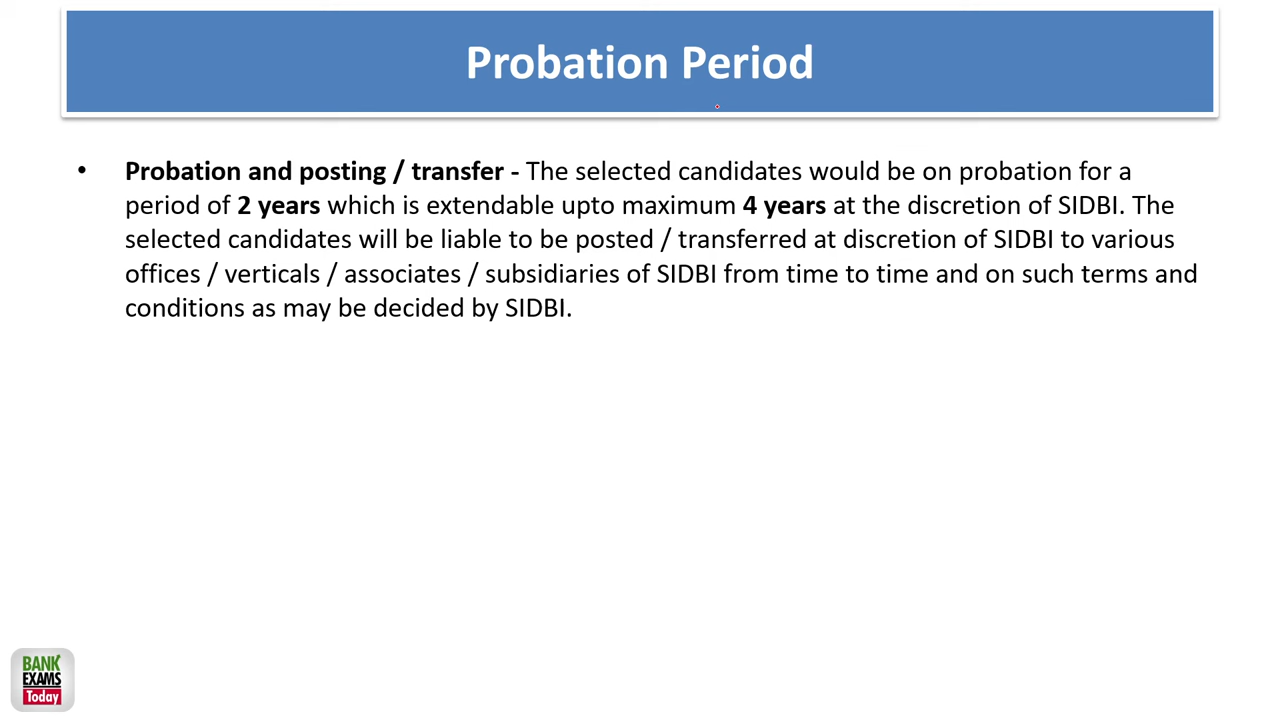 Probation Period
• Probation and posting / transfer - The selected candidates would be on probation for a
period of 2 years which is extendable upto maximum 4 years at the discretion of SIDBI. The
selected candidates will be liable to be posted / transferred at discretion of SIDBI to various
offices / verticals / associates / subsidiaries of SIDBI from time to time and on such terms and
conditions as may be decided by SIDBI.
BANK
EXAMS
Today